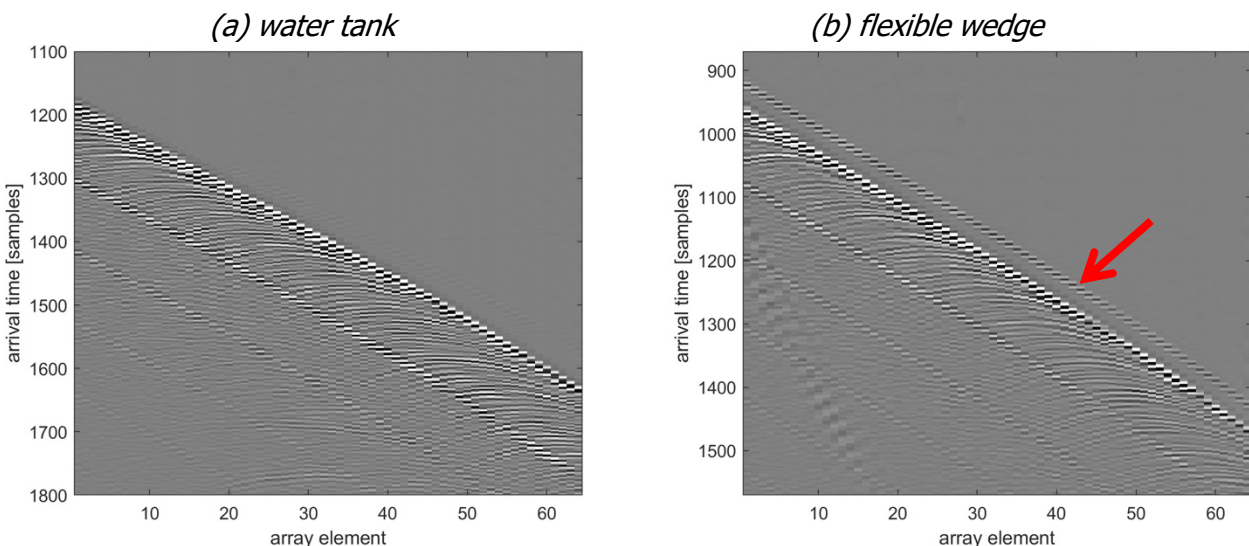 (a) water tank
(b) flexible wedge
1100
1200
1300
1400
1500
1600
1700
1800
arrival time [samples]
10 20 30 40 50 60
array element
900
1000
1100
1200
1300
1400
1500
arrival time [samples]
10 20 30 40 50 60
array element